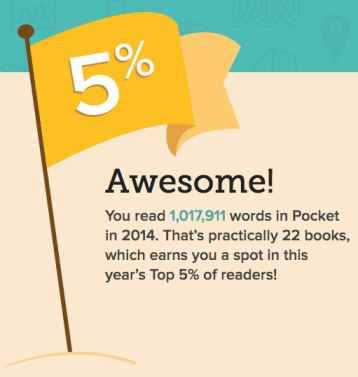 5%
Awesome!
You read 1,017,911 words in Pocket
in 2014. That's practically 22 books,
which earns you a spot in this
year's Top 5% of readers!